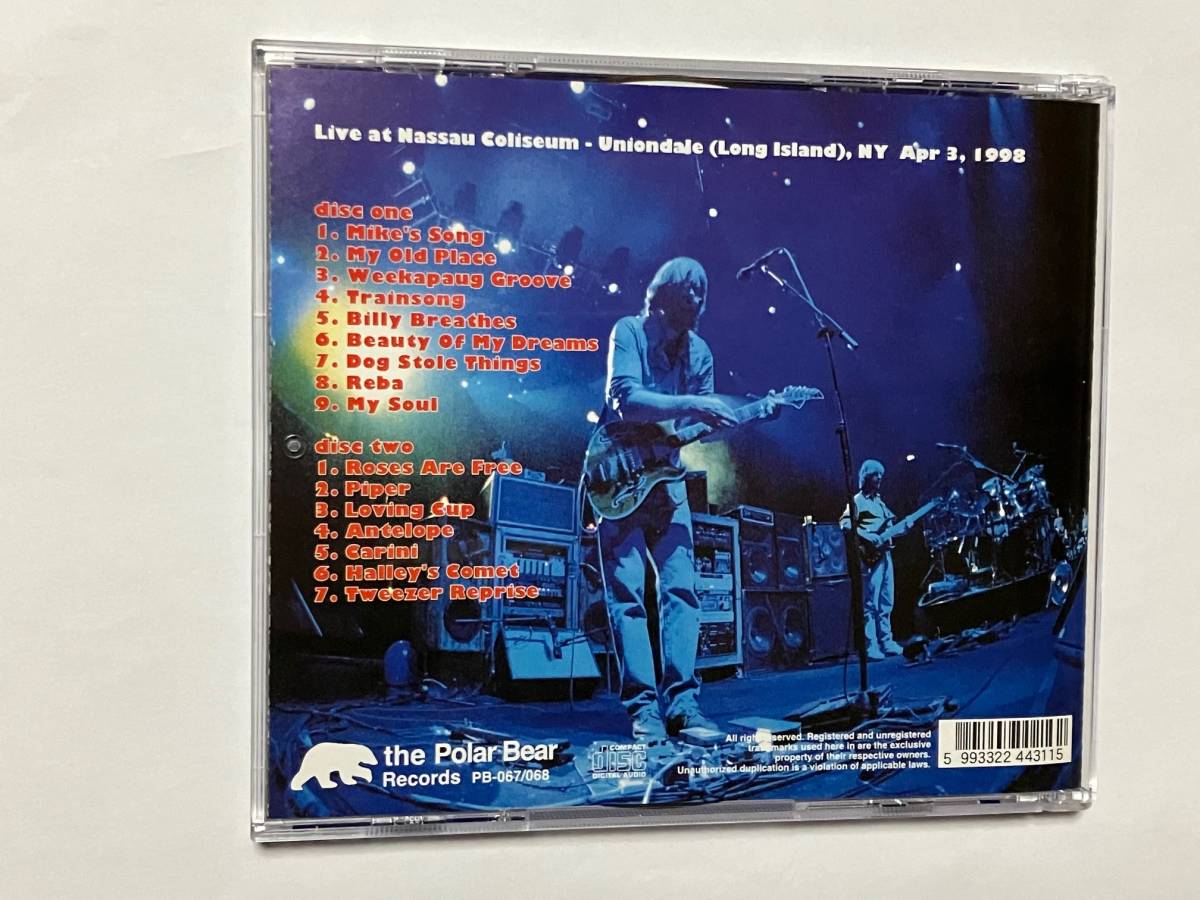 Live at Nassau Coliseum - Uniondale (Long Island), NY Apr 3, 1998
disc one
1. Mike's Song
2. My Old Place
3. Weekapaug Groove
4. Trainsong
5. Billy Breathes
6. Beauty Of My Dreams
7. Dog Stole Things
8. Reba
9. My Soul
disc two
1. Roses Are Free
2. Piper
3. Loving Cup
4. Antelope
5. Carini
6. Halley's Comet
7. Tweezer Reprise
the Polar Bear
Records PB-067/068
COMPACT
disc
DIGITAL AUDIO
All rights reserved. Registered and unregistered
trademarks used here in are the exclusive
property of their respective owners.
Unauthorized duplication is a violation of applicable laws.
5 993322 443115